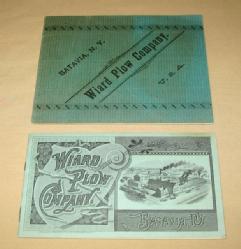 BATAVIA, N. Y.
Wiard Plow Company,
U. S. A.
WIARD
PLOW
COMPANY
BATAVIA N.Y.